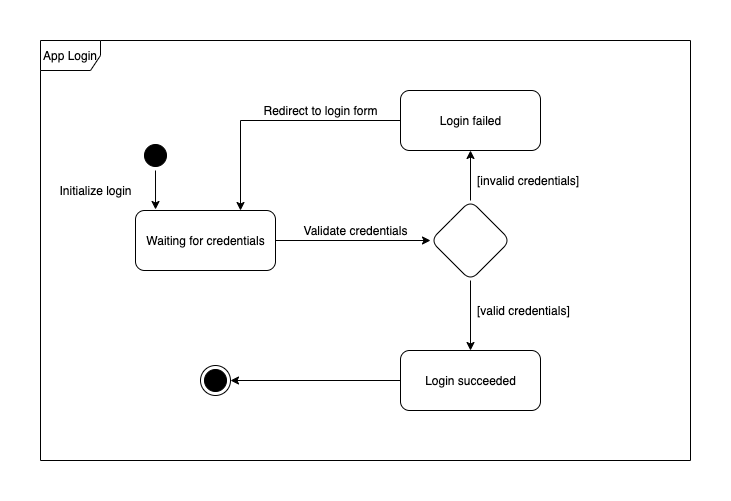 App Login
Redirect to login form
Login failed
Initialize login
[invalid credentials]
Waiting for credentials
Validate credentials
[valid credentials]
Login succeeded